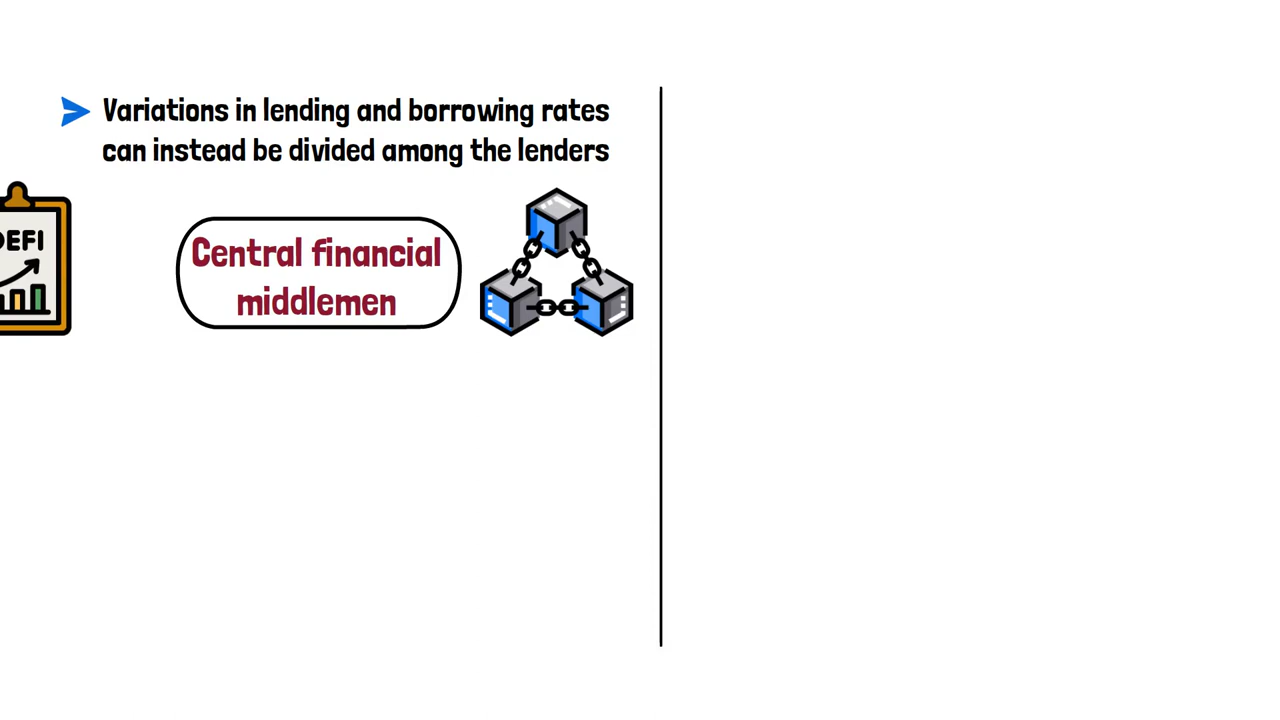 Variations in lending and borrowing rates
can instead be divided among the lenders
EFI
Central financial
middlemen